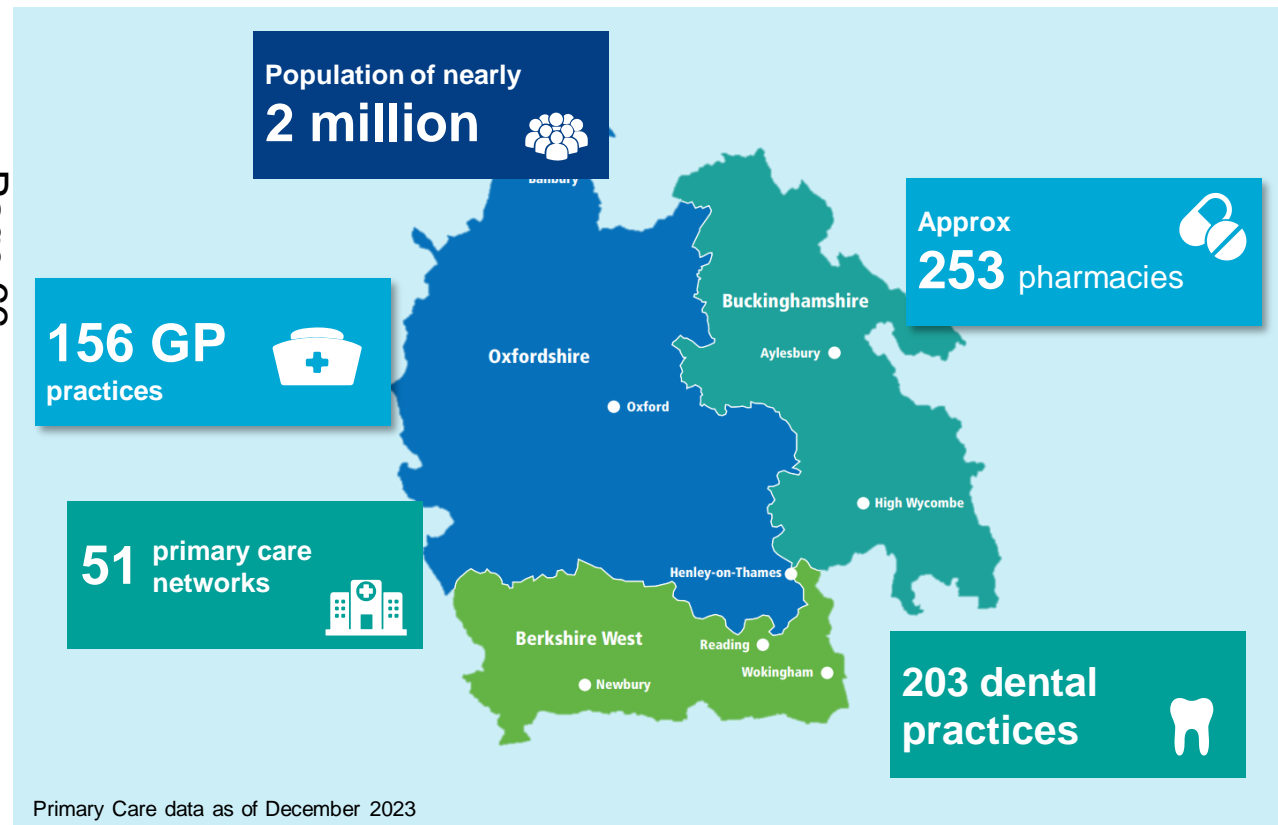 Population of nearly
2 million
Banbury
Approx
253 pharmacies
156 GP
practices
Buckinghamshire
Aylesbury
Oxfordshire
Oxford
High Wycombe
51 primary care
networks
Henley-on-Thames
Berkshire West
Reading
Wokingham
Newbury
203 dental
practices
Primary Care data as of December 2023